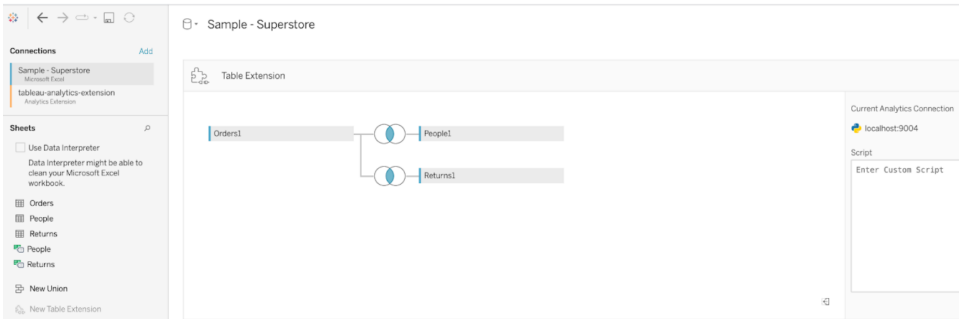 Sample - Superstore
Connections
Add
Sample - Superstore
Microsoft Excel
tableau-analytics-extension
Analytics Extension
Sheets
Use Data Interpreter
Data Interpreter might be able to
clean your Microsoft Excel
workbook.
Orders
People
Returns
People
Returns
New Union
New Table Extension
Table Extension
Orders1
People1
Returns1
Current Analytics Connection
localhost:9004
Script
Enter Custom Script